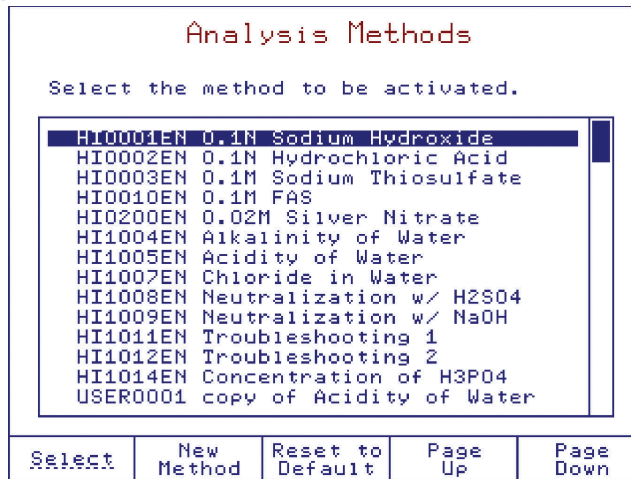 Analysis Methods
Select the method to be activated.
HI0001EN 0.1N Sodium Hydroxide
HI0002EN 0.1N Hydrochloric Acid
HI0003EN 0.1M Sodium Thiosulfate
HI0010EN 0.1M FAS
HI0200EN 0.02M Silver Nitrate
HI1004EN Alkalinity of Water
HI1005EN Acidity of Water
HI1007EN Chloride in Water
HI1008EN Neutralization w/ H2SO4
HI1009EN Neutralization w/ NaOH
HI1011EN Troubleshooting 1
HI1012EN Troubleshooting 2
HI1014EN Concentration of H3PO4
USER0001 copy of Acidity of Water
Select
New Method
Reset to Default
Page Up
Page Down